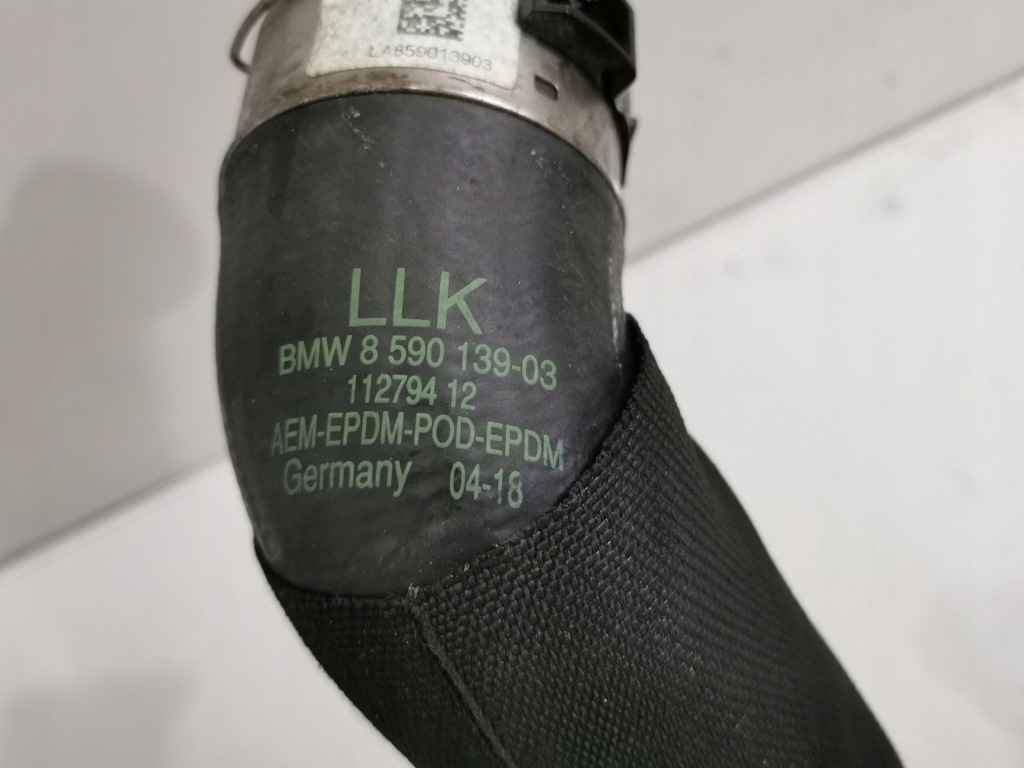 LA859013903
LLK
BMW 8 590 139-03
112794 12
AEM-EPDM-POD-EPDM
Germany 04-18